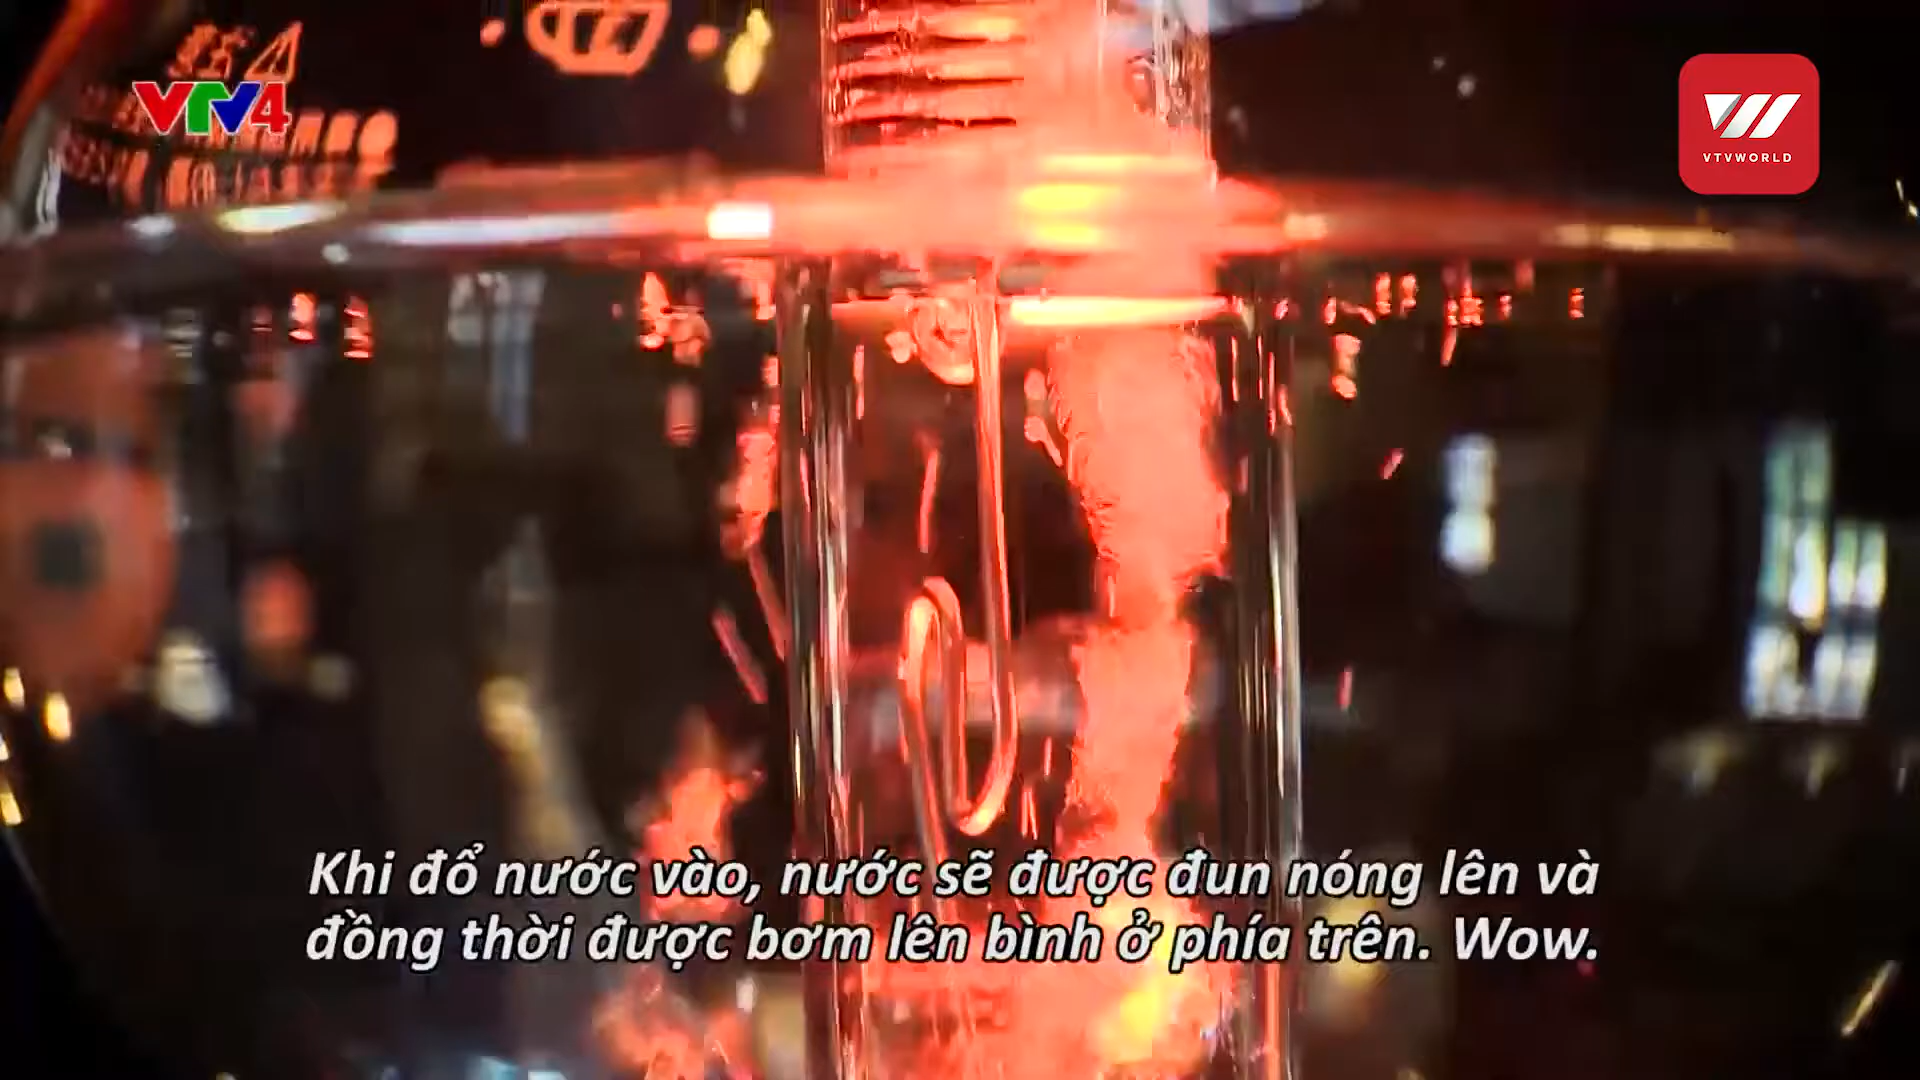 VTV4
VTVWORLD
Khi đổ nước vào, nước sẽ được đun nóng lên và
đồng thời được bơm lên bình ở phía trên. Wow.